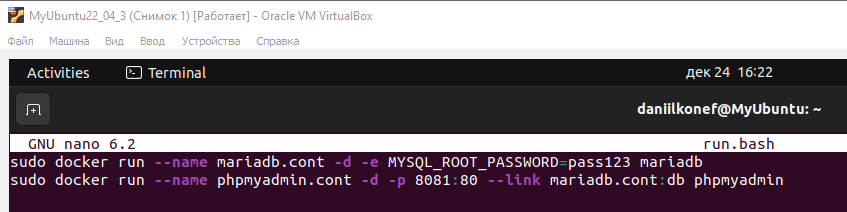 MyUbuntu22_04_3 (Снимок 1) [Работает] - Oracle VM VirtualBox
Файл Машина Вид Ввод Устройства Справка
Activities Terminal дек 24 16:22
daniilkonef@MyUbuntu: ~
GNU nano 6.2 run.bash
sudo docker run --name mariadb.cont -d -e MYSQL_ROOT_PASSWORD=pass123 mariadb
sudo docker run --name phpmyadmin.cont -d -p 8081:80 --link mariadb.cont:db phpmyadmin